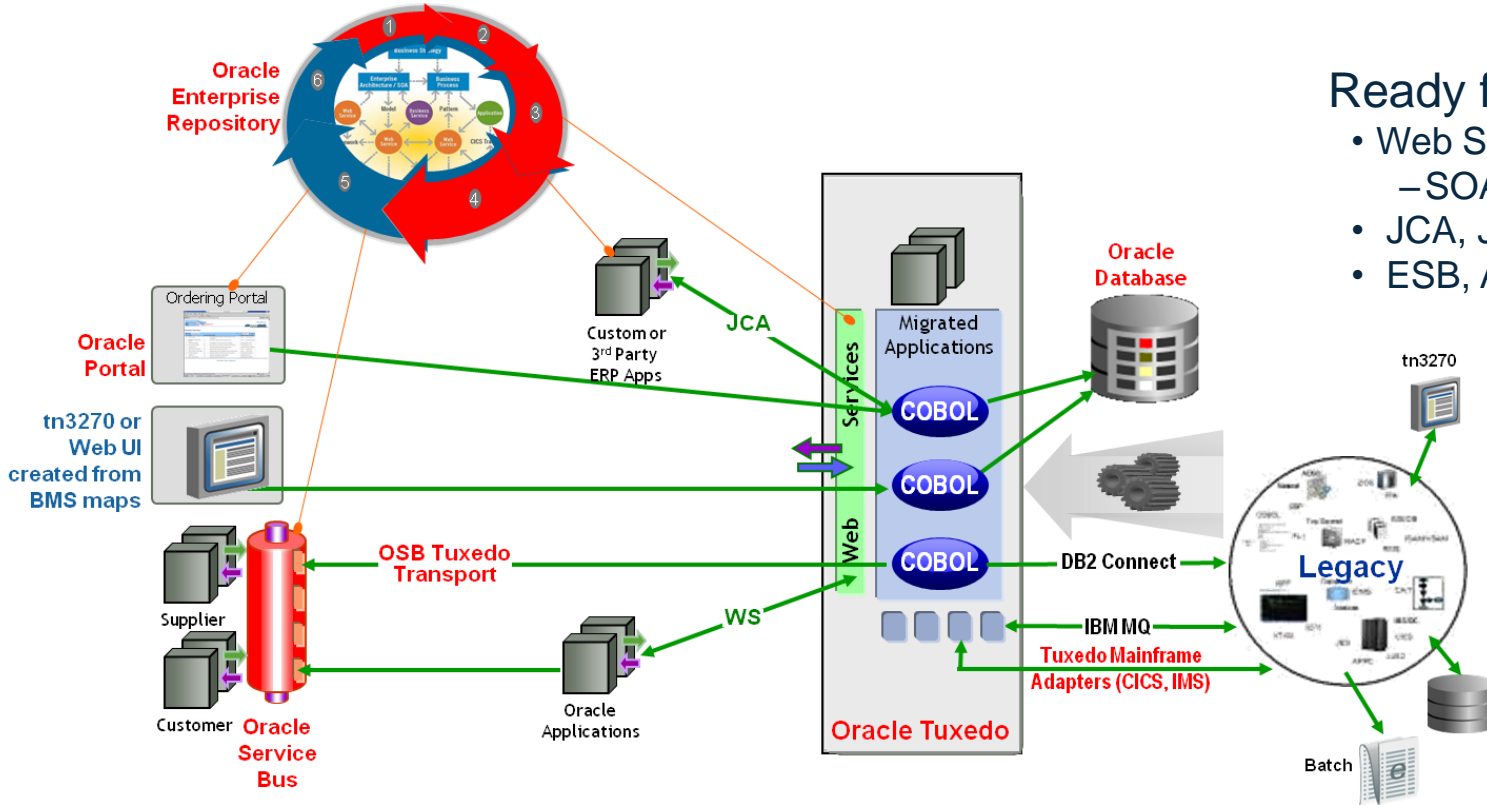 1
2
3
4
5
6
Business Strategy
Enterprise
Architecture / SOA
Business
Process
Web
Service
Model
Business
Service
Pattern
Application
Web
Service
Web
Service
Oracle
Enterprise
Repository
Ready f
• Web S
–SOA
• JCA, J
• ESB, A
Ordering Portal
Oracle
Portal
tn3270 or
Web UI
created from
BMS maps
Custom or
3rd Party
ERP Apps
JCA
Web Services
Migrated
Applications
COBOL
COBOL
COBOL
Oracle
Database
tn3270
Legacy
COBOL
DB2 Connect
IBM MQ
Tuxedo Mainframe
Adapters (CICS, IMS)
OSB Tuxedo
Transport
WS
Supplier
Customer
Oracle
Service
Bus
Oracle
Applications
Oracle Tuxedo
Batch
e